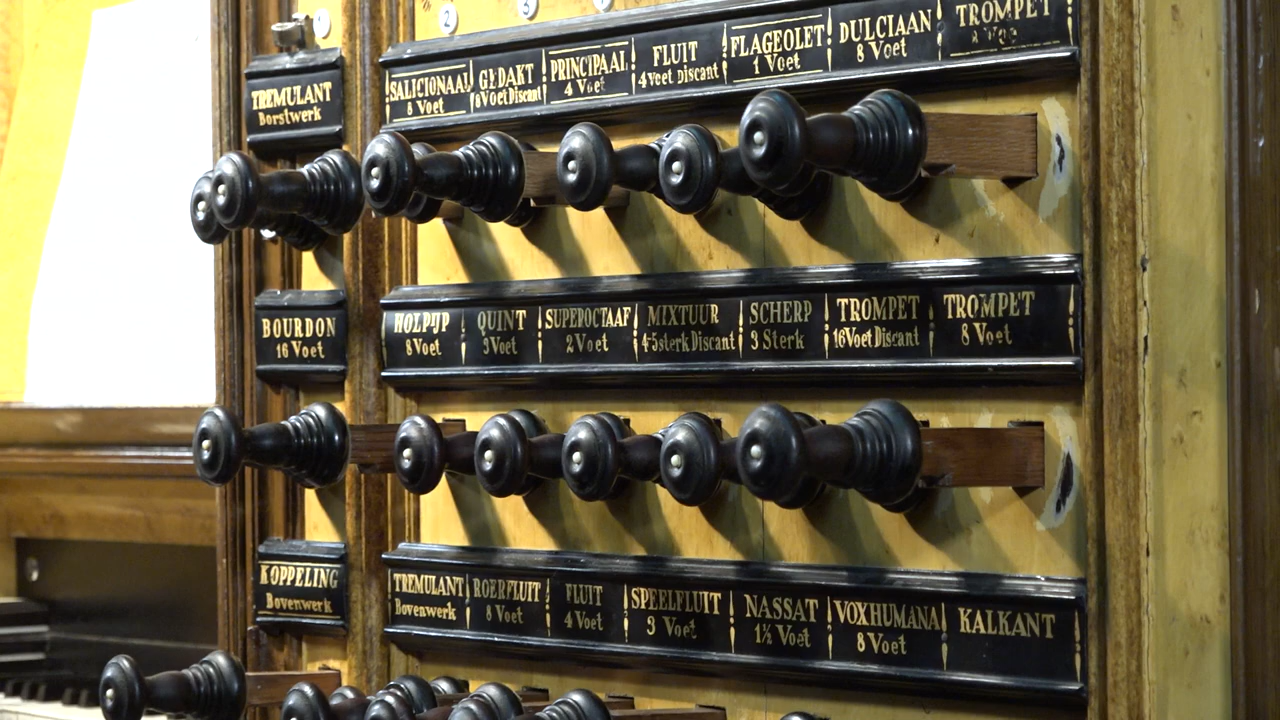 2
3
TREMULANT
Borstwerk
SALICIONAAL
8 Voet
GEDAKT
8 Voet Discant
PRINCIPAAL
4 Voet
FLUIT
4 Voet Discant
FLAGEOLET
1 Voet
DULCIAAN
8 Voet
TROMPET
BOURDON
16 Voet
HOLPIJP
8 Voet
QUINT
3 Voet
SUPEROCTAAF
2 Voet
MIXTUUR
4-5 sterk Discant
SCHERP
3 Sterk
TROMPET
16 Voet Discant
TROMPET
8 Voet
KOPPELING
Bovenwerk
TREMULANT
Bovenwerk
ROERFLUIT
8 Voet
FLUIT
4 Voet
SPEELFLUIT
3 Voet
NASSAT
1½ Voet
VOXHUMANA
8 Voet
KALKANT